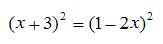 (x+3)² = (1−2x)²